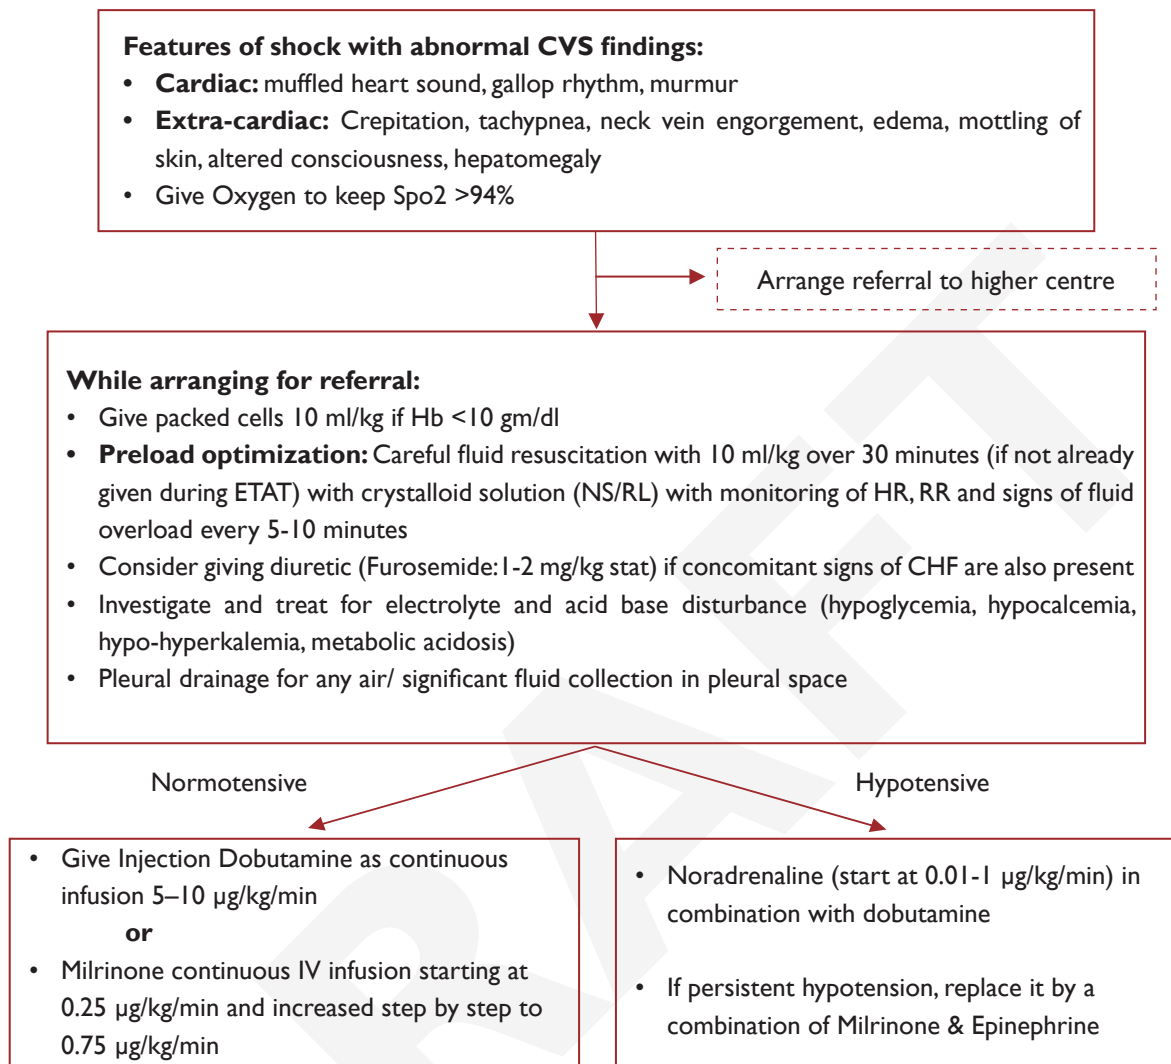 Features of shock with abnormal CVS findings:
• Cardiac: muffled heart sound, gallop rhythm, murmur
• Extra-cardiac: Crepitation, tachypnea, neck vein engorgement, edema, mottling of
skin, altered consciousness, hepatomegaly
• Give Oxygen to keep Spo2 >94%
Arrange referral to higher centre
While arranging for referral:
• Give packed cells 10 ml/kg if Hb <10 gm/dl
• Preload optimization: Careful fluid resuscitation with 10 ml/kg over 30 minutes (if not already
given during ETAT) with crystalloid solution (NS/RL) with monitoring of HR, RR and signs of fluid
overload every 5-10 minutes
• Consider giving diuretic (Furosemide:1-2 mg/kg stat) if concomitant signs of CHF are also present
• Investigate and treat for electrolyte and acid base disturbance (hypoglycemia, hypocalcemia,
hypo-hyperkalemia, metabolic acidosis)
• Pleural drainage for any air/ significant fluid collection in pleural space
Normotensive
Hypotensive
• Give Injection Dobutamine as continuous
infusion 5–10 µg/kg/min
or
• Milrinone continuous IV infusion starting at
0.25 µg/kg/min and increased step by step to
0.75 µg/kg/min
• Noradrenaline (start at 0.01-1 µg/kg/min) in
combination with dobutamine
• If persistent hypotension, replace it by a
combination of Milrinone & Epinephrine
RAFT